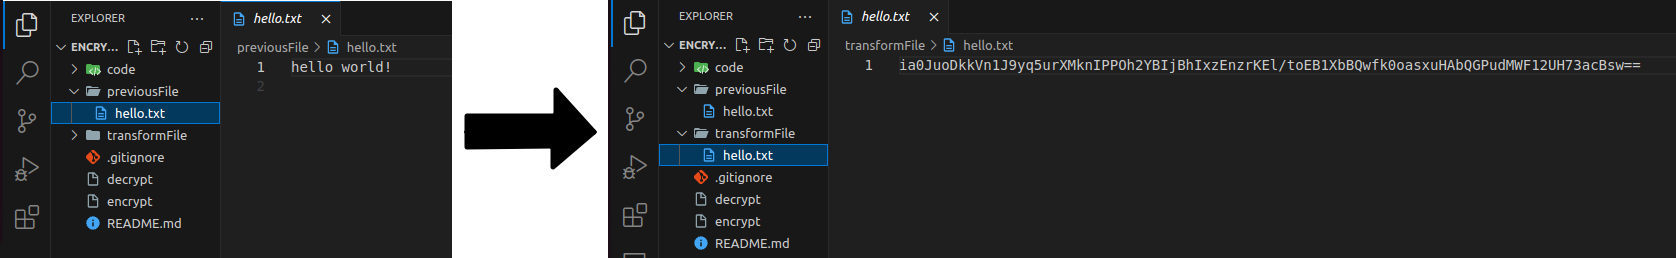 EXPLORER ...
ENCRY...
code
previousFile
hello.txt
transformFile
.gitignore
decrypt
encrypt
README.md
hello.txt
previousFile > hello.txt
1 hello world!
2
EXPLORER ...
ENCRY...
code
previousFile
hello.txt
transformFile
hello.txt
.gitignore
decrypt
encrypt
README.md
hello.txt
transformFile > hello.txt
1 ia0JuoDkkVn1J9yq5urXMknIPPOh2YBIjBhIxzEnzrKEl/toEB1XbBQwfk0oasxuHAbQGPudMWF12UH73acBsw==